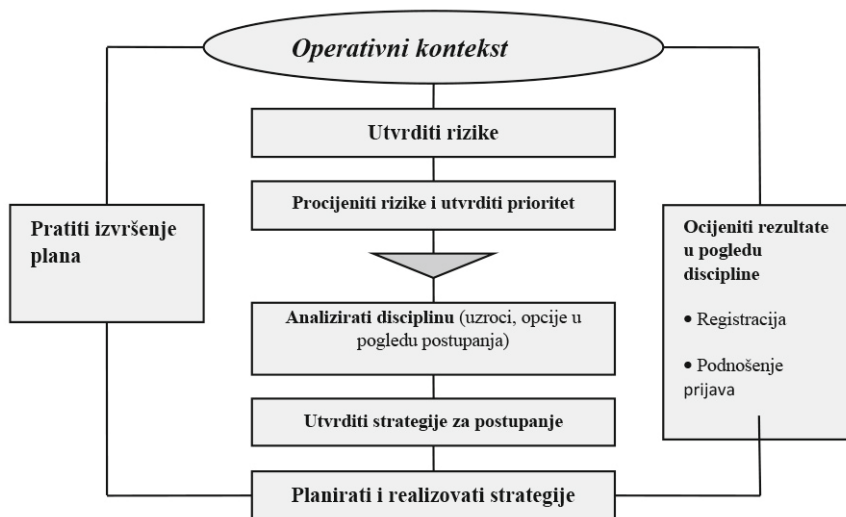 Operativni kontekst
Utvrditi rizike
Procijeniti rizike i utvrditi prioritet
Pratiti izvršenje
plana
Ocijeniti rezultate
u pogledu
discipline
• Registracija
• Podnošenje
prijava
Analizirati disciplinu (uzroci, opcije u
pogledu postupanja)
Utvrditi strategije za postupanje
Planirati i realizovati strategije